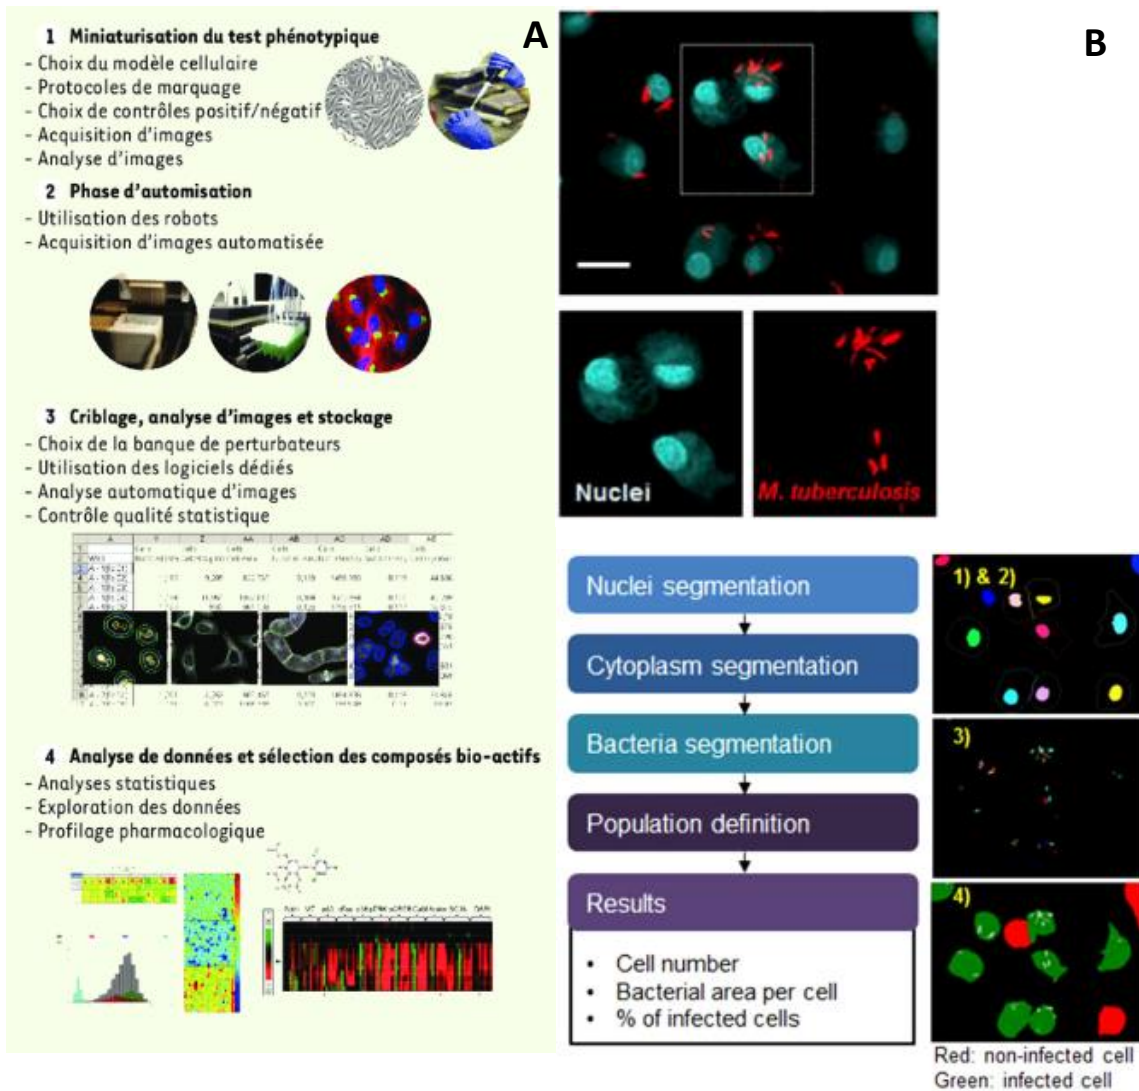 A
1 Miniaturisation du test phénotypique
- Choix du modèle cellulaire
- Protocoles de marquage
- Choix de contrôles positif/négatif
- Acquisition d'images
- Analyse d'images
2 Phase d'automisation
- Utilisation des robots
- Acquisition d'images automatisée
3 Criblage, analyse d'images et stockage
- Choix de la banque de perturbateurs
- Utilisation des logiciels dédiés
- Analyse automatique d'images
- Contrôle qualité statistique
4 Analyse de données et sélection des composés bio-actifs
- Analyses statistiques
- Exploration des données
- Profilage pharmacologique
B
Nuclei
M. tuberculosis
Nuclei segmentation
Cytoplasm segmentation
Bacteria segmentation
Population definition
Results
• Cell number
• Bacterial area per cell
• % of infected cells
1) & 2)
3)
4)
Red: non-infected cell
Green: infected cell